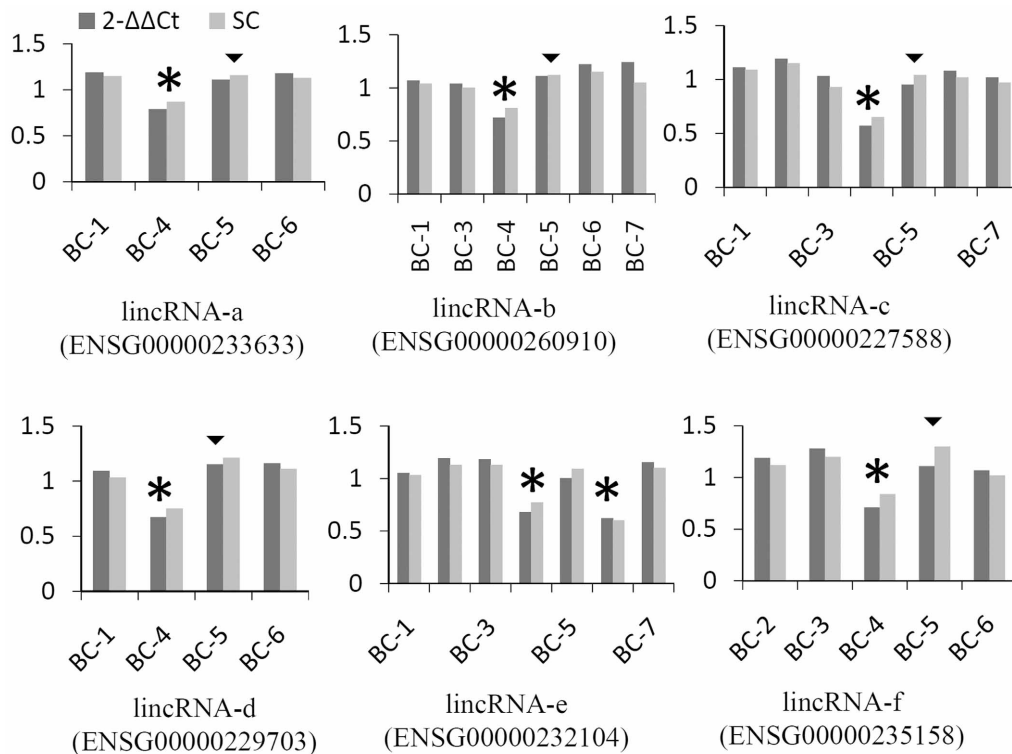 2-ΔΔCt SC
1.5
1
0.5
0
BC-1 BC-4 BC-5 BC-6
lincRNA-a
(ENSG00000233633)
1.5
1
0.5
0
BC-1 BC-3 BC-4 BC-5 BC-6 BC-7
lincRNA-b
(ENSG00000260910)
1.5
1
0.5
0
BC-1 BC-3 BC-5 BC-7
lincRNA-c
(ENSG00000227588)
1.5
1
0.5
0
BC-1 BC-4 BC-5 BC-6
lincRNA-d
(ENSG00000229703)
1.5
1
0.5
0
BC-1 BC-3 BC-5 BC-7
lincRNA-e
(ENSG00000232104)
1.5
1
0.5
0
BC-2 BC-3 BC-4 BC-5 BC-6
lincRNA-f
(ENSG00000235158)